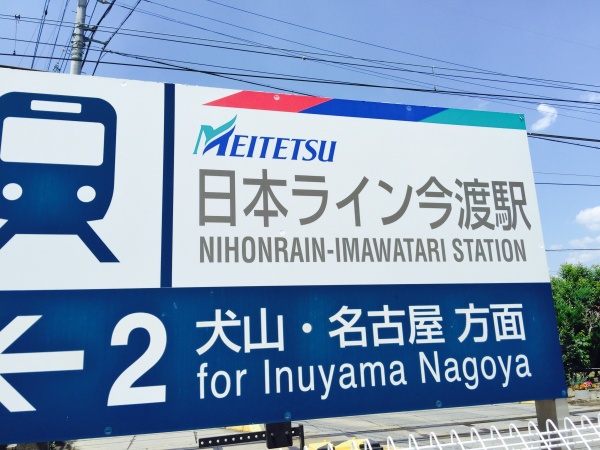 MEITETSU
日本ライン今渡駅
NIHONRAIN-IMAWATARI STATION
←2 犬山・名古屋 方面
for Inuyama Nagoya